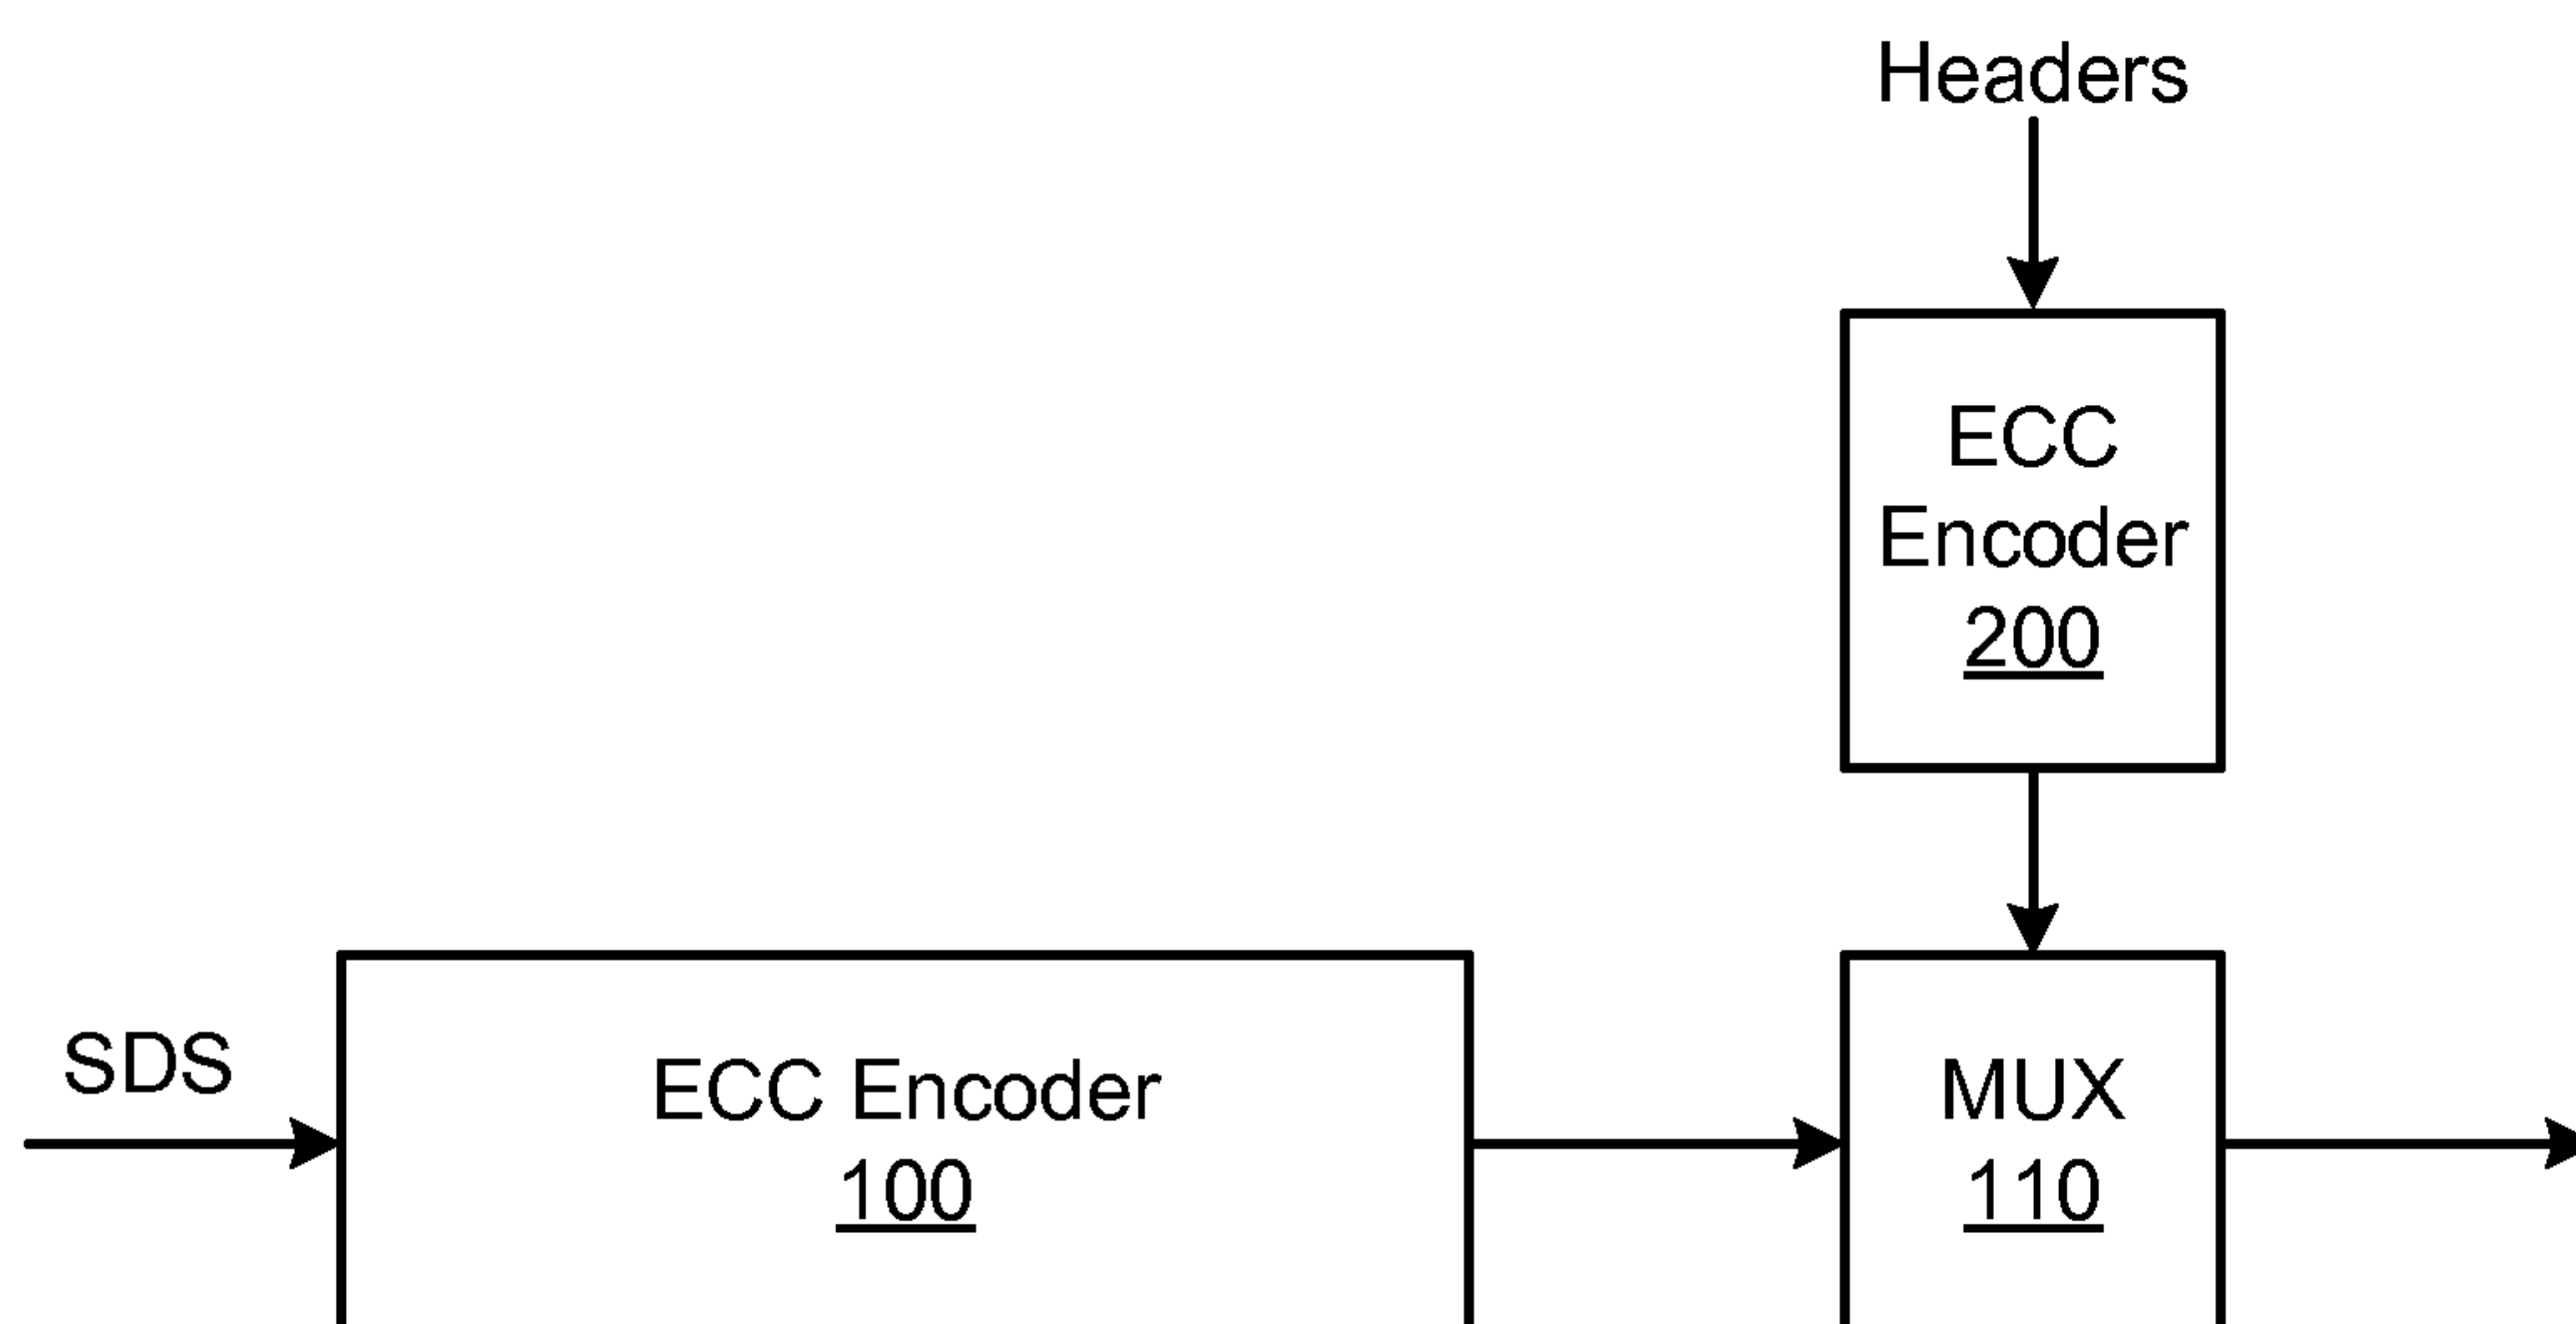 Headers
ECC
Encoder
200
SDS
ECC Encoder
100
MUX
110